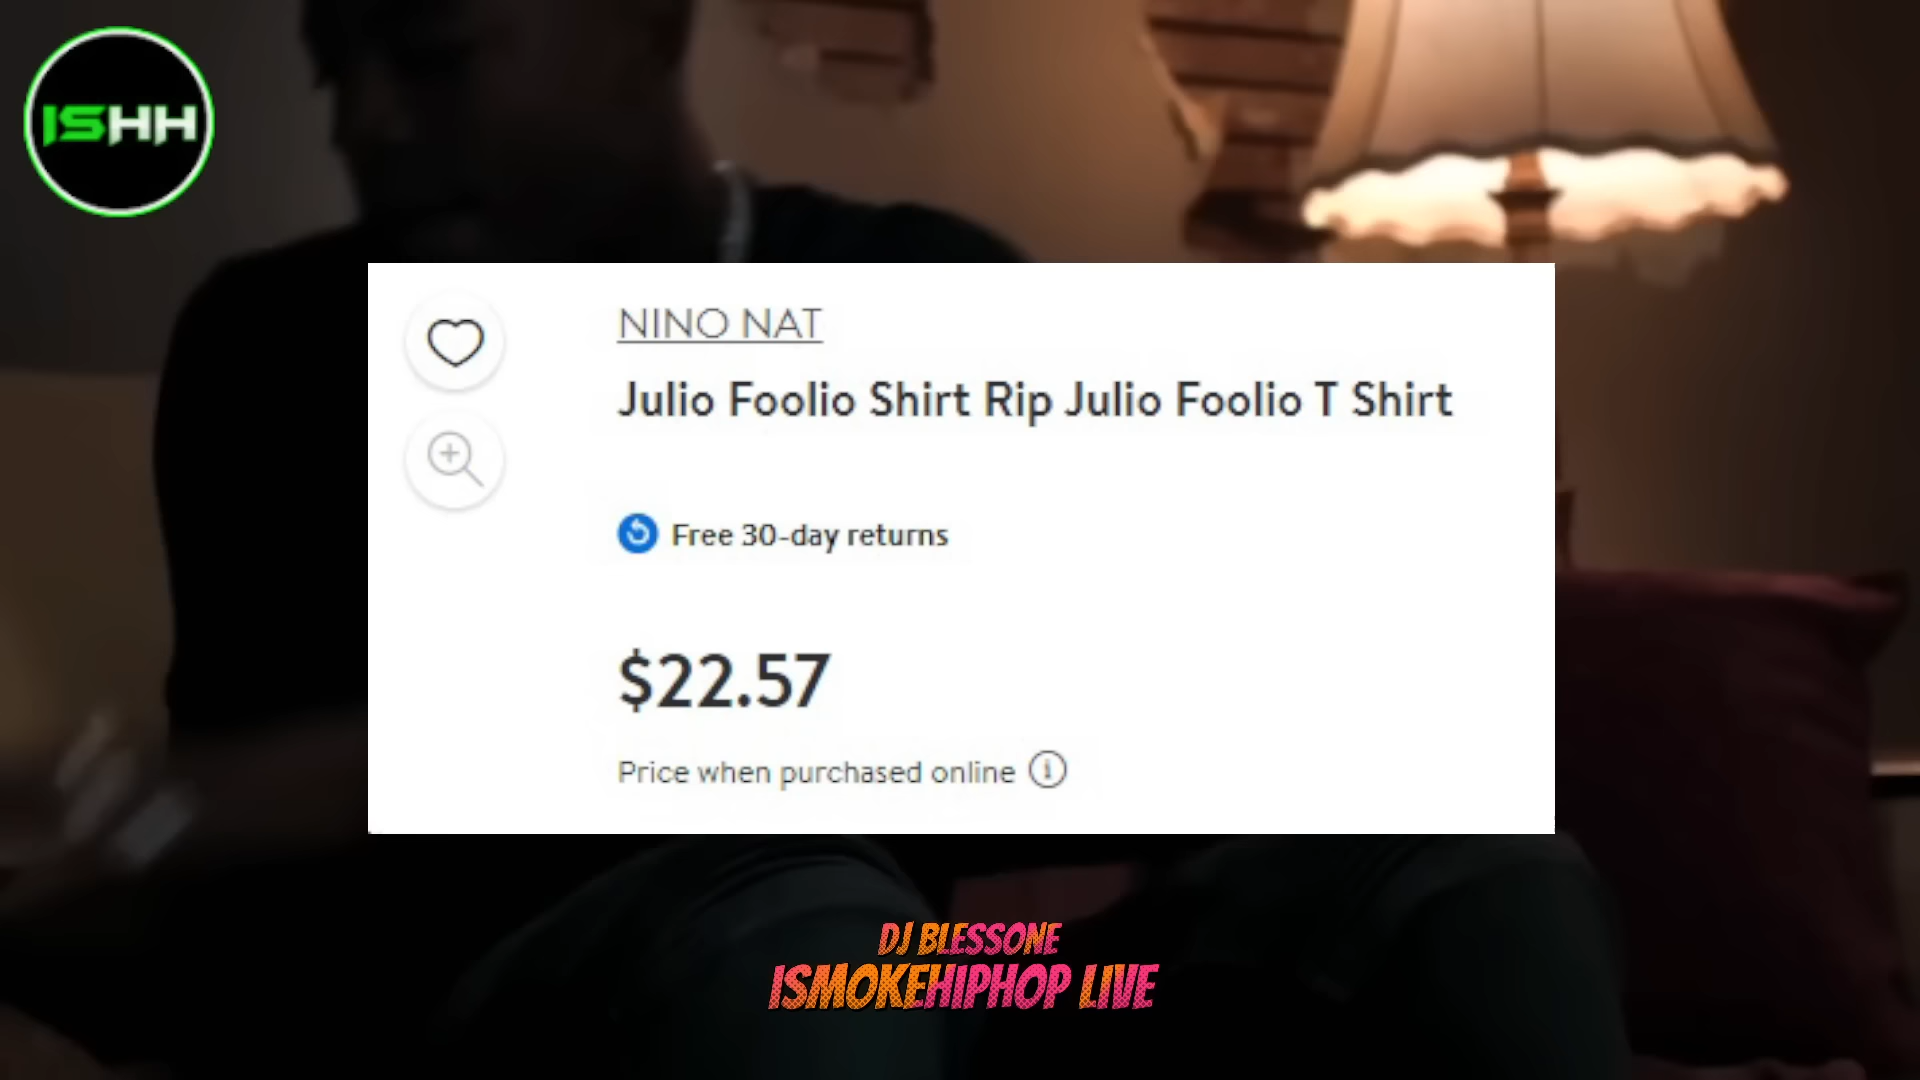 ISHH
NINO NAT
Julio Foolio Shirt Rip Julio Foolio T Shirt
Free 30-day returns
$22.57
Price when purchased online
DJ BLESSONE
ISMOKEHIPHOP LIVE